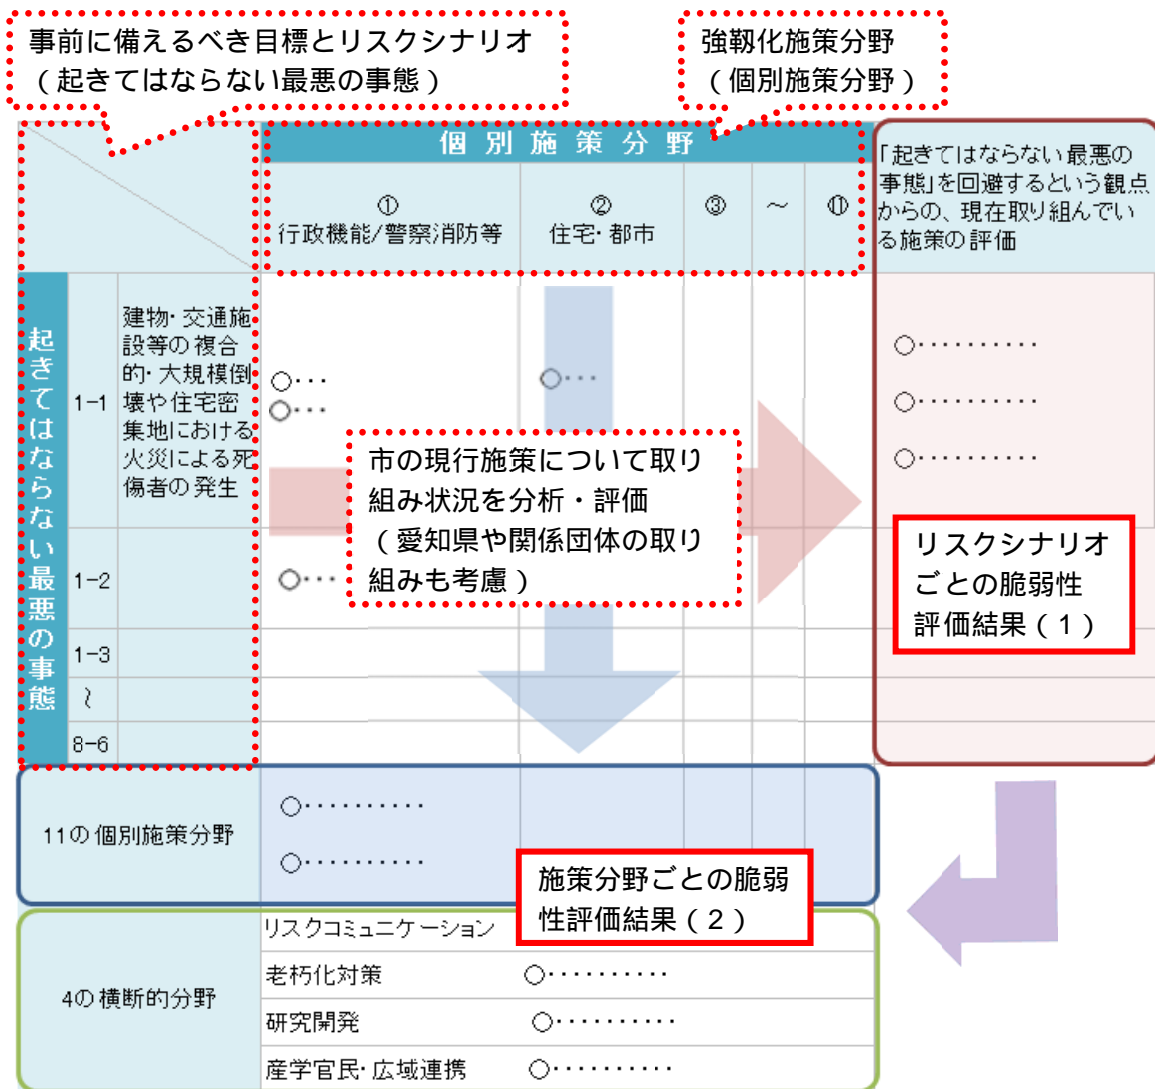 事前に備えるべき目標とリスクシナリオ
（起きてはならない最悪の事態）
強靱化施策分野
（個別施策分野）
個別施策分野
①
行政機能/警察消防等
②
住宅・都市
③
～
⑪
「起きてはならない最悪の
事態」を回避するという観点
からの、現在取り組んでい
る施策の評価
起きてはならない最悪の事態
1-1
建物・交通施
設等の複合
的・大規模倒
壊や住宅密
集地における
火災による死
傷者の発生
○･･･
○･･･
○･･･
○･･････････
○･･････････
○･･････････
市の現行施策について取り
組み状況を分析・評価
（愛知県や関係団体の取り
組みも考慮）
リスクシナリオ
ごとの脆弱性
評価結果（1）
1-2
○･･･
1-3
～
8-6
11の個別施策分野
○･･････････
○･･････････
施策分野ごとの脆弱
性評価結果（2）
4の横断的分野
リスクコミュニケーション
老朽化対策
○･･････････
研究開発
○･･････････
産学官民・広域連携
○･･････････